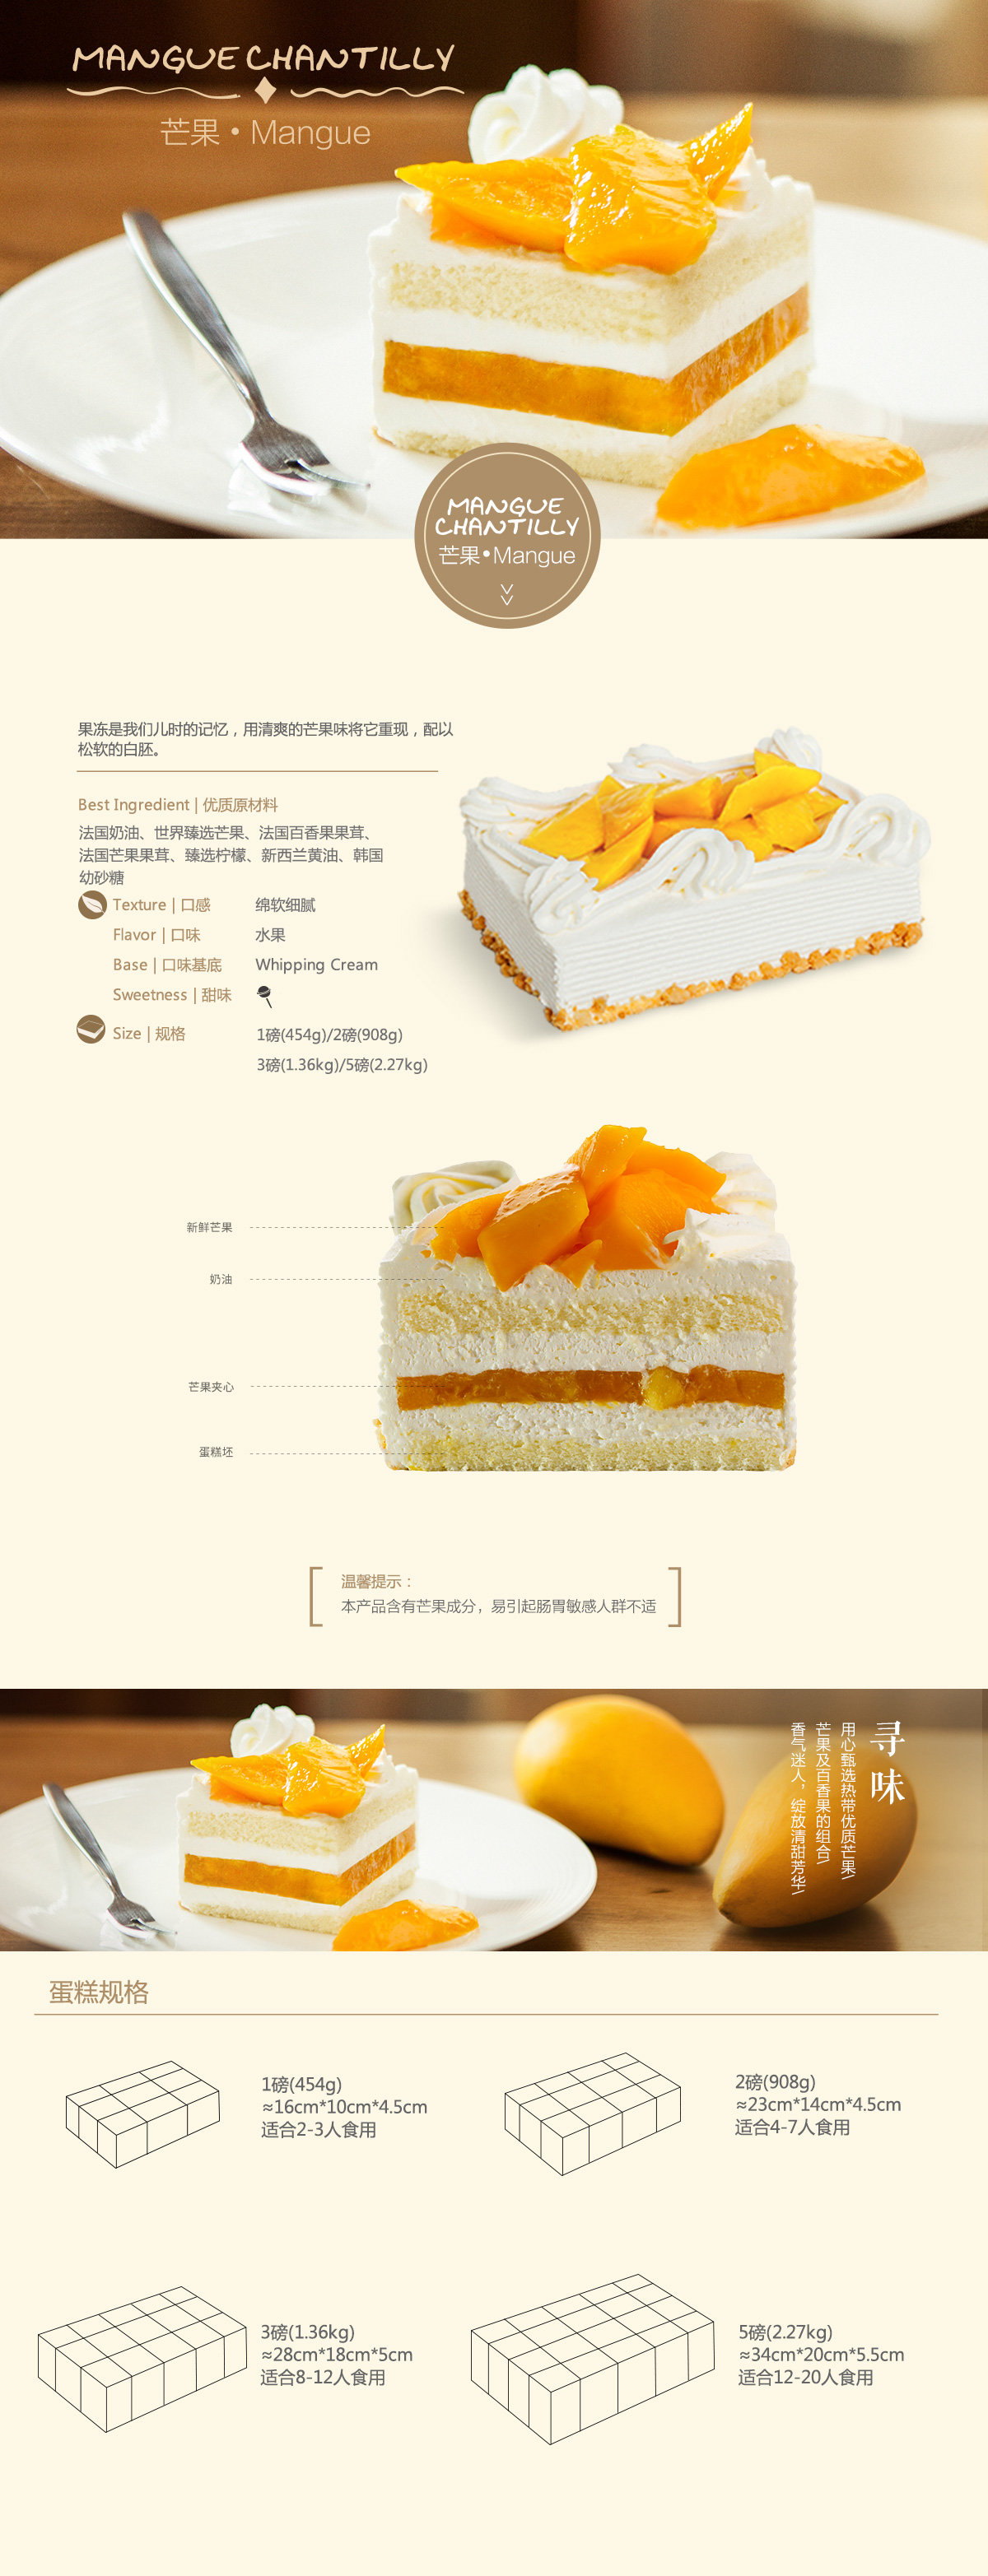 MANGUE CHANTILLY
芒果·Mangue
MANGUE
CHANTILLY
芒果•Mangue
果冻是我们儿时的记忆，用清爽的芒果味将它重现，配以
松软的白胚。
Best Ingredient | 优质原材料
法国奶油、世界臻选芒果、法国百香果果茸、
法国芒果果茸、臻选柠檬、新西兰黄油、韩国
幼砂糖
Texture | 口感 绵软细腻
Flavor | 口味 水果
Base | 口味基底 Whipping Cream
Sweetness | 甜味
Size | 规格 1磅(454g)/2磅(908g)
3磅(1.36kg)/5磅(2.27kg)
新鲜芒果
奶油
芒果夹心
蛋糕坯
温馨提示：
本产品含有芒果成分，易引起肠胃敏感人群不适
寻味
用心甄选热带优质芒果/
芒果及百香果的组合/
香气迷人，绽放清甜芳华/
蛋糕规格
1磅(454g)
≈16cm*10cm*4.5cm
适合2-3人食用
2磅(908g)
≈23cm*14cm*4.5cm
适合4-7人食用
3磅(1.36kg)
≈28cm*18cm*5cm
适合8-12人食用
5磅(2.27kg)
≈34cm*20cm*5.5cm
适合12-20人食用